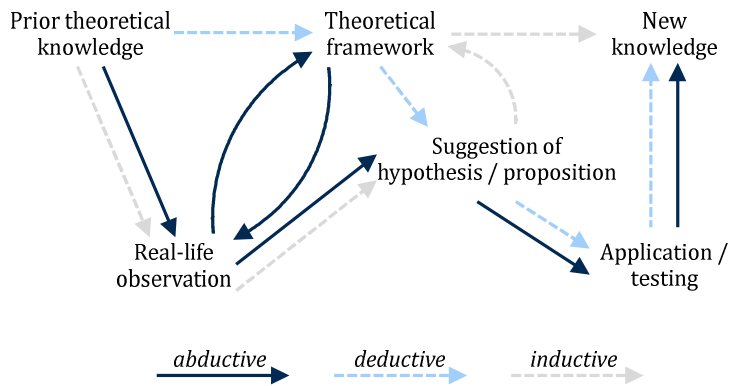 Prior theoretical
knowledge
Theoretical
framework
New
knowledge
Suggestion of
hypothesis / proposition
Real-life
observation
Application /
testing
abductive
deductive
inductive